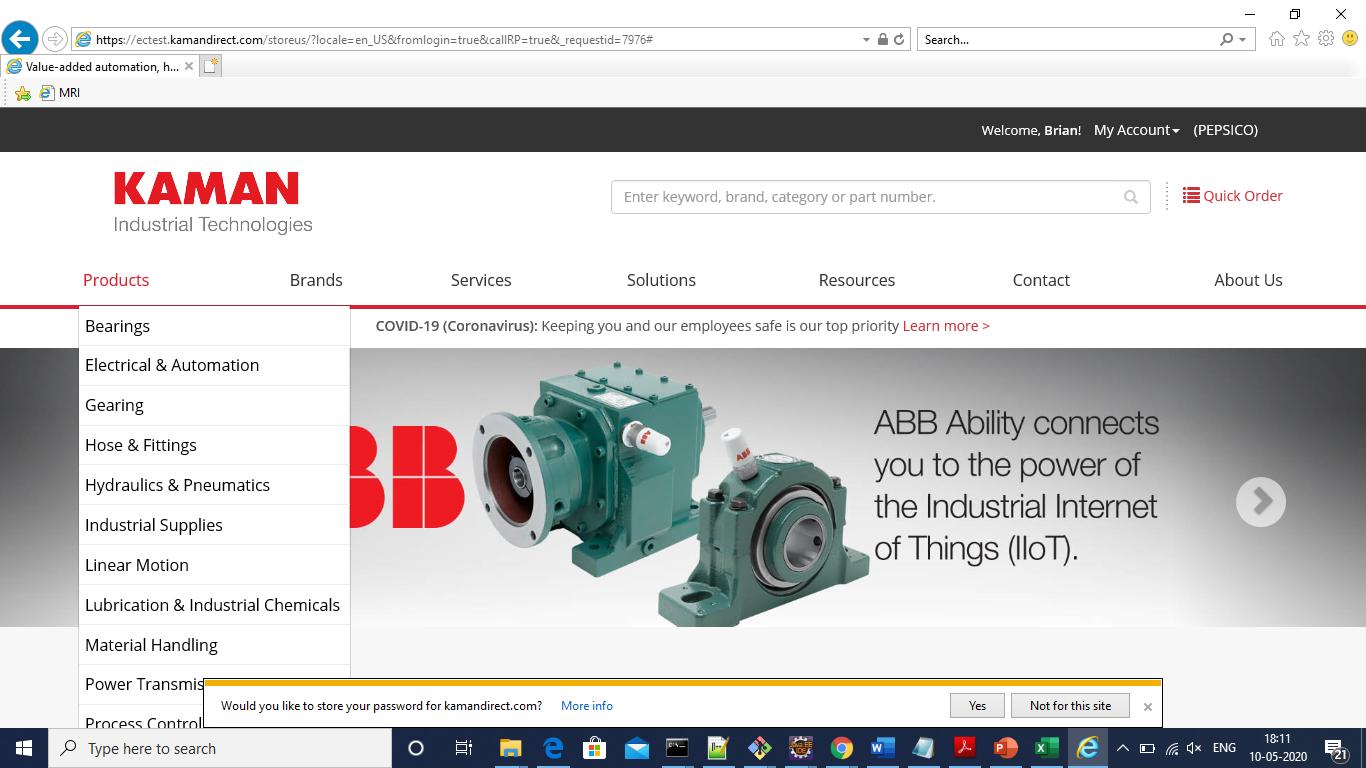 https://ectest.kamandirect.com/storeus/?locale=en_US&fromlogin=true&callRP=true&_requestid=7976#
Search...
Value-added automation, h...
MRI
Welcome, Brian! My Account (PEPSICO)
KAMAN
Industrial Technologies
Enter keyword, brand, category or part number.
Quick Order
Products Brands Services Solutions Resources Contact About Us
Bearings
COVID-19 (Coronavirus): Keeping you and our employees safe is our top priority Learn more >
Electrical & Automation
Gearing
Hose & Fittings
Hydraulics & Pneumatics
Industrial Supplies
Linear Motion
Lubrication & Industrial Chemicals
Material Handling
Power Transmis
Process Control
BB
ABB
ABB
ABB Ability connects
you to the power of
the Industrial Internet
of Things (IIoT).
Would you like to store your password for kamandirect.com? More info
Yes
Not for this site
Type here to search
ENG
18:11
10-05-2020
21